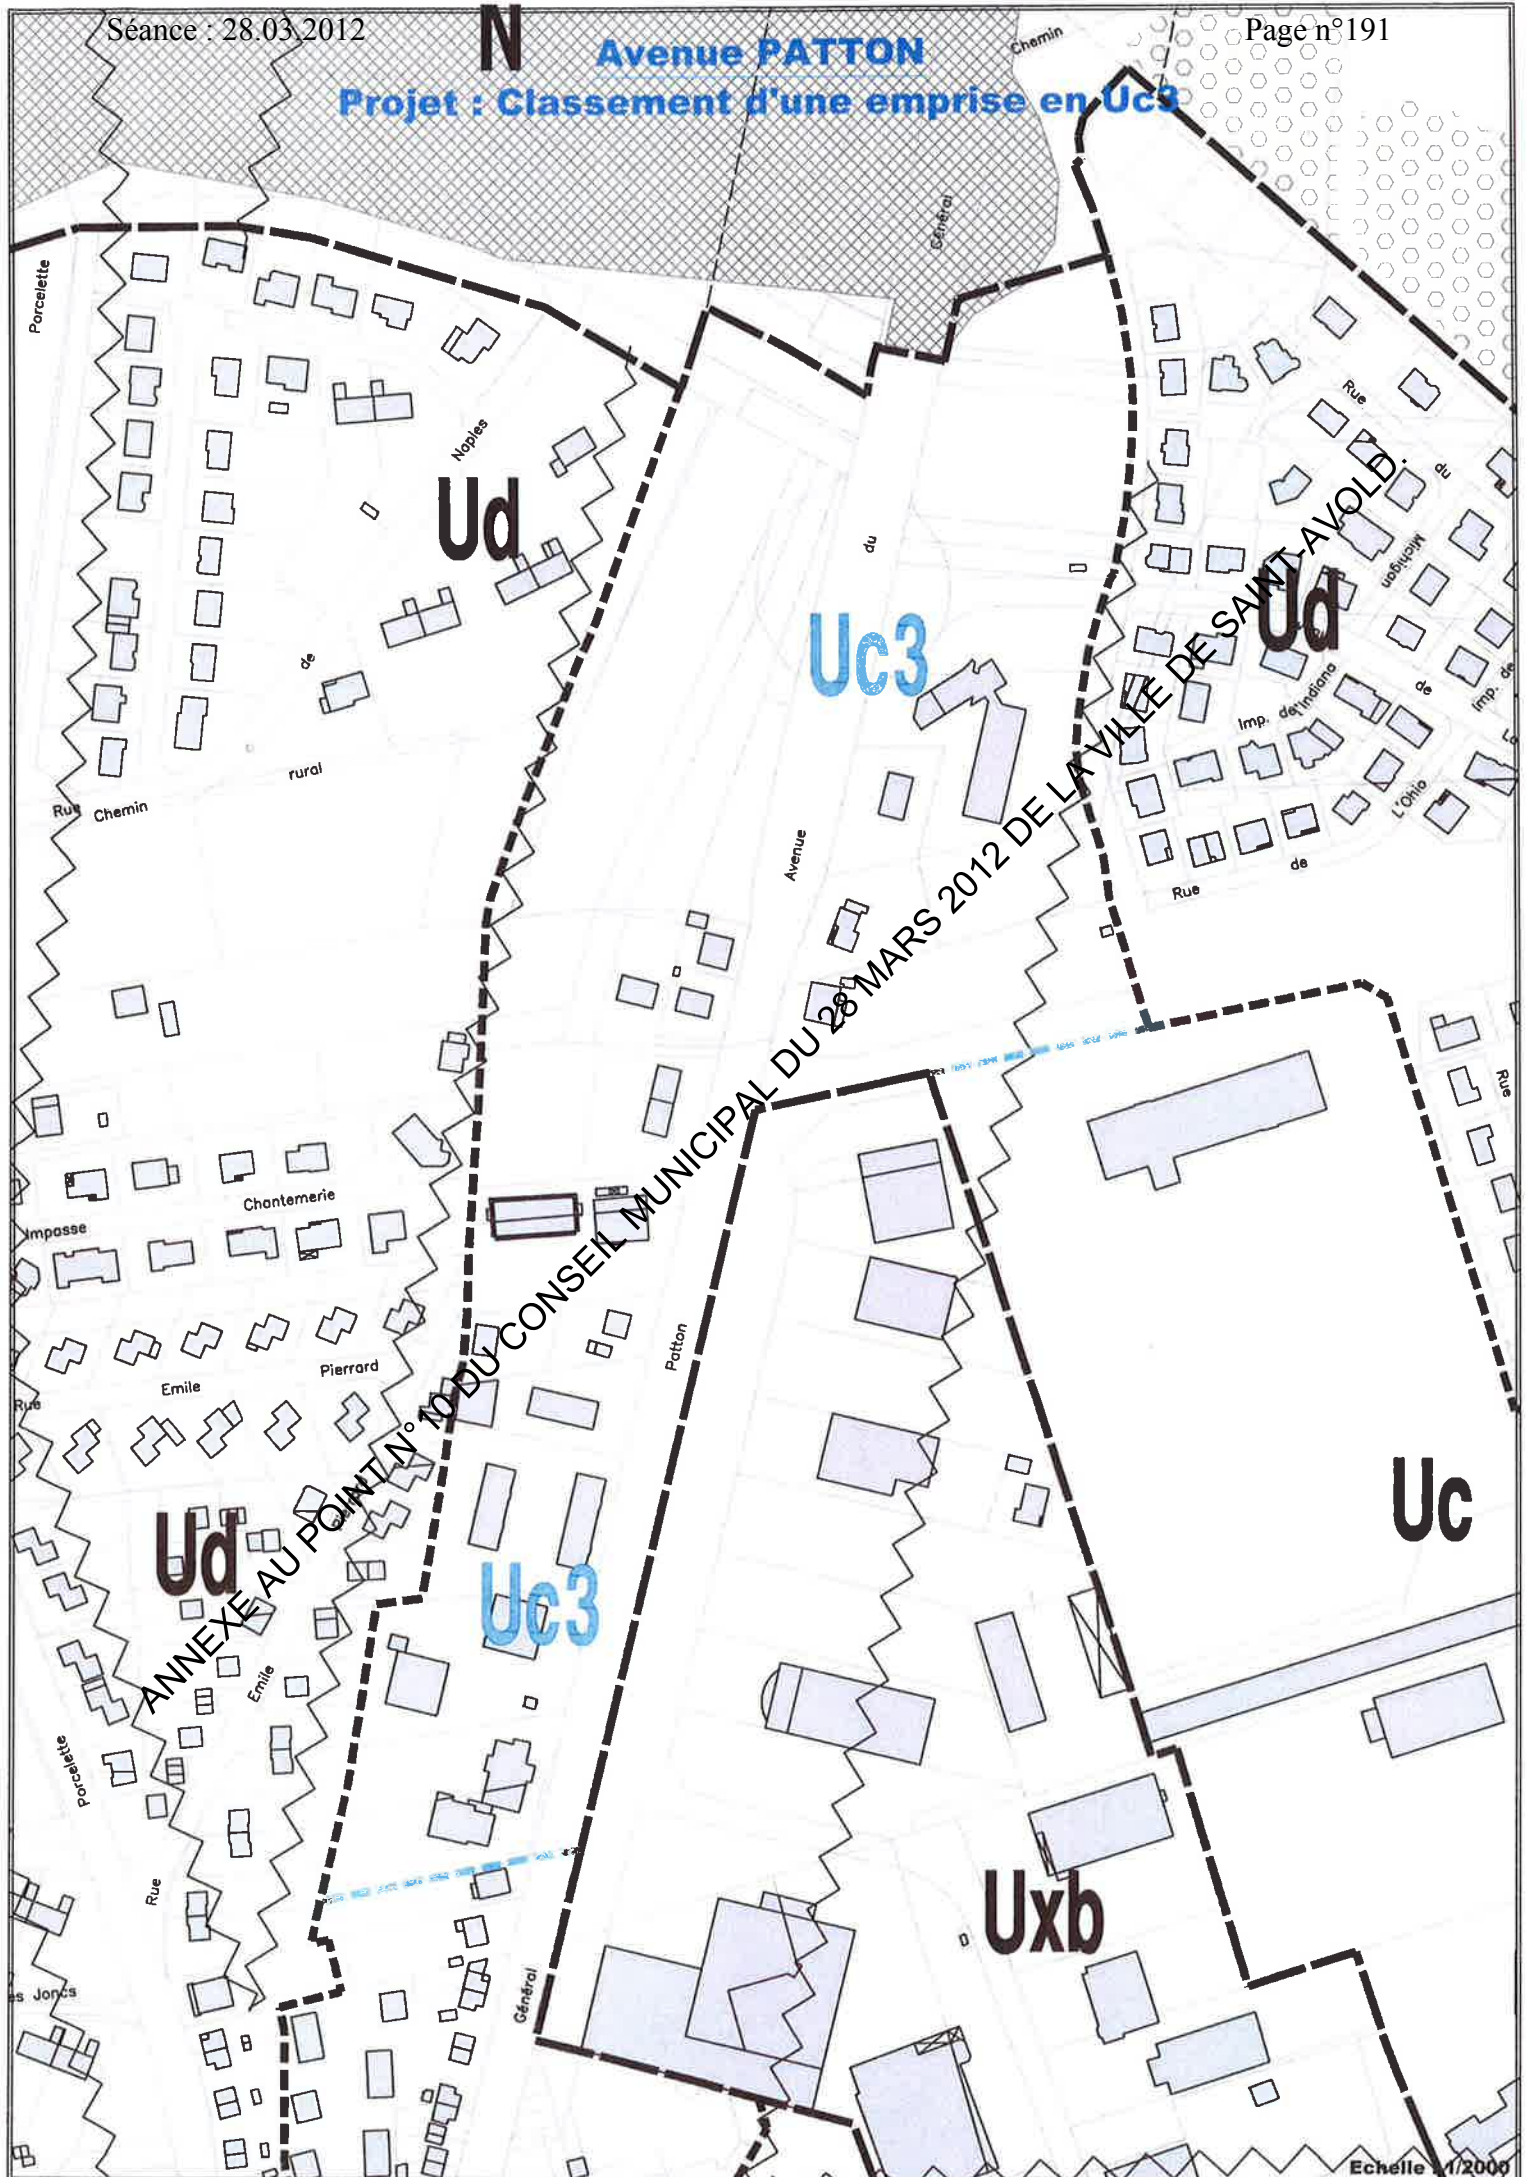 Séance : 28.03.2012
Page n°191
N
Avenue PATTON
Projet : Classement d'une emprise en Uc3
Chemin
Général
Porcelette
Naples
Ud
du
Rue
du
Michigan
Ud
Uc3
de
rural
Rue
Chemin
Imp. de l'Indiana
de
Imp. de
La
L'Ohio
Avenue
Rue
de
Rue
ANNEXE AU POINT N° 10 DU CONSEIL MUNICIPAL DU 28 MARS 2012 DE LA VILLE DE SAINT-AVOLD.
Impasse
Chantemerie
Patton
Rue
Emile
Pierrard
Uc
Ud
Uc3
Emile
Porcelette
Rue
Uxb
Général
es Joncs
Echelle 1/2000